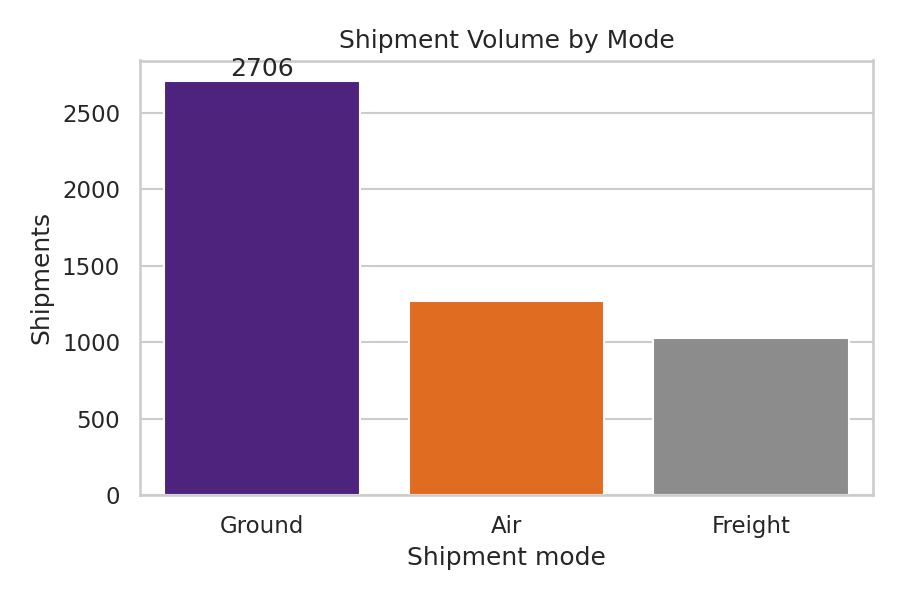 Shipment Volume by Mode
2706
2500
2000
1500
1000
500
0
Shipments
Ground Air Freight
Shipment mode